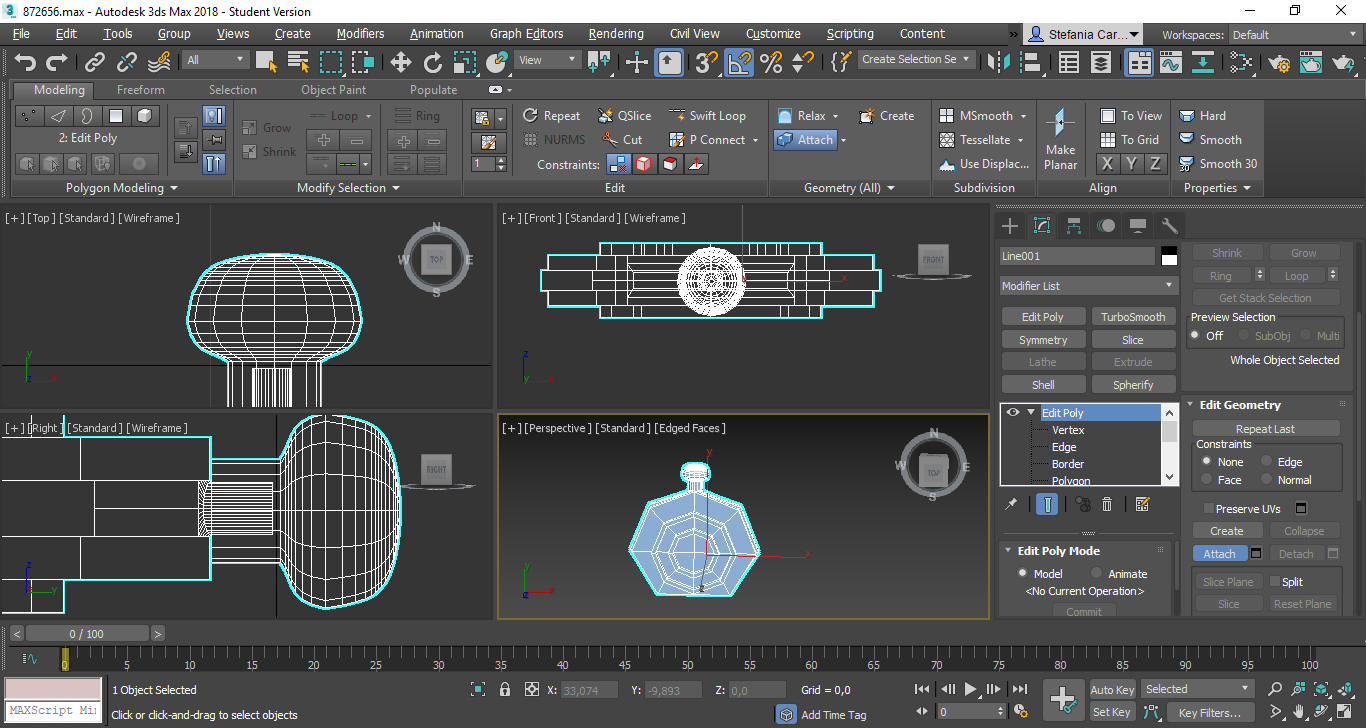 872656.max - Autodesk 3ds Max 2018 - Student Version
File Edit Tools Group Views Create Modifiers Animation Graph Editors Rendering Civil View Customize Scripting Content » Stefania Car... Workspaces: Default
All View Create Selection Se
Modeling Freeform Selection Object Paint Populate
Loop Ring Repeat QSlice Swift Loop Relax Create MSmooth To View Hard
2: Edit Poly Grow NURMS Cut P Connect Attach Tessellate Make Planar To Grid Smooth
Shrink 1 Constraints: Use Displac... X Y Z Smooth 30
Polygon Modeling Modify Selection Edit Geometry (All) Subdivision Align Properties
[+] [Top] [Standard] [Wireframe]
N
W TOP E
S
y
z x
[+] [Front] [Standard] [Wireframe]
FRONT
x
z
y x
[+] [Right] [Standard] [Wireframe]
RIGHT
z
x y
[+] [Perspective] [Standard] [Edged Faces]
N
W TOP E
S
y
x
z
y
z x
Line001
Modifier List
Edit Poly TurboSmooth
Symmetry Slice
Lathe Extrude
Shell Spherify
Edit Poly
Vertex
Edge
Border
Polygon
Edit Poly Mode
Model Animate
<No Current Operation>
Commit
Shrink Grow
Ring Loop
Get Stack Selection
Preview Selection
Off SubObj Multi
Whole Object Selected
Edit Geometry
Repeat Last
Constraints
None Edge
Face Normal
Preserve UVs
Create Collapse
Attach Detach
Slice Plane Split
Slice Reset Plane
< 0 / 100 >
0 5 10 15 20 25 30 35 40 45 50 55 60 65 70 75 80 85 90 95 100
1 Object Selected X: 33,074 Y: -9,893 Z: 0,0 Grid = 0,0 Auto Key Selected
MAXScript Mi Click or click-and-drag to select objects Add Time Tag 0 Set Key Key Filters...